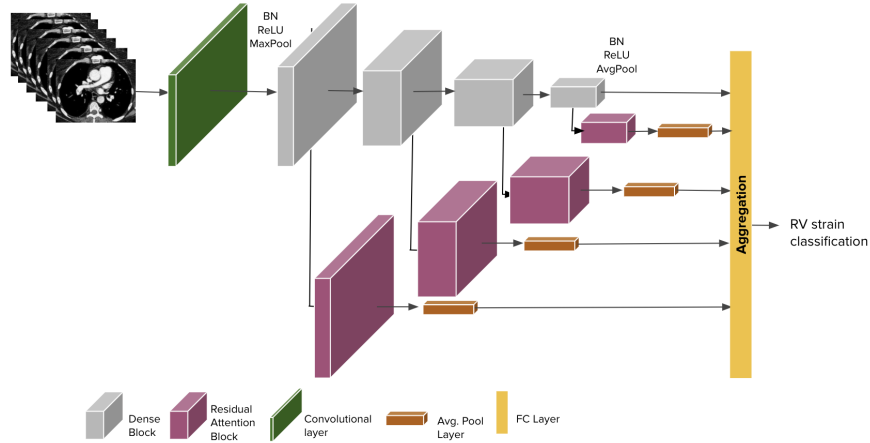 BN
ReLU
MaxPool
BN
ReLU
AvgPool
Aggregation
RV strain
classification
Dense
Block
Residual
Attention
Block
Convolutional
layer
Avg. Pool
Layer
FC Layer